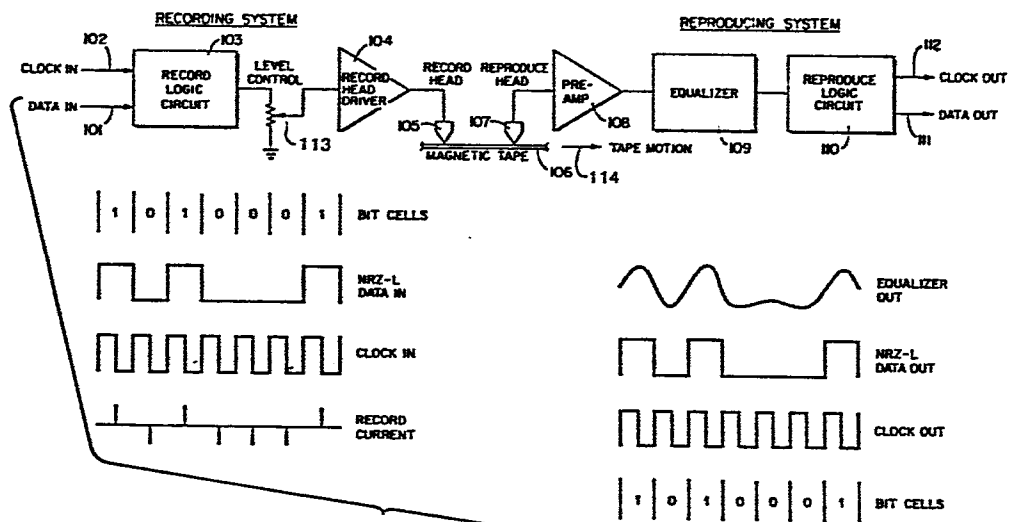 RECORDING SYSTEM
REPRODUCING SYSTEM
102
103
104
CLOCK IN
DATA IN
101
RECORD
LOGIC
CIRCUIT
LEVEL
CONTROL
113
RECORD
HEAD
DRIVER
RECORD
HEAD
105
REPRODUCE
HEAD
107
MAGNETIC TAPE
106
114
TAPE MOTION
PRE-
AMP
108
EQUALIZER
109
REPRODUCE
LOGIC
CIRCUIT
110
112
CLOCK OUT
DATA OUT
111
1 0 1 0 0 0 1 BIT CELLS
NRZ-L
DATA IN
CLOCK IN
RECORD
CURRENT
EQUALIZER
OUT
NRZ-L
DATA OUT
CLOCK OUT
1 0 1 0 0 0 1 BIT CELLS